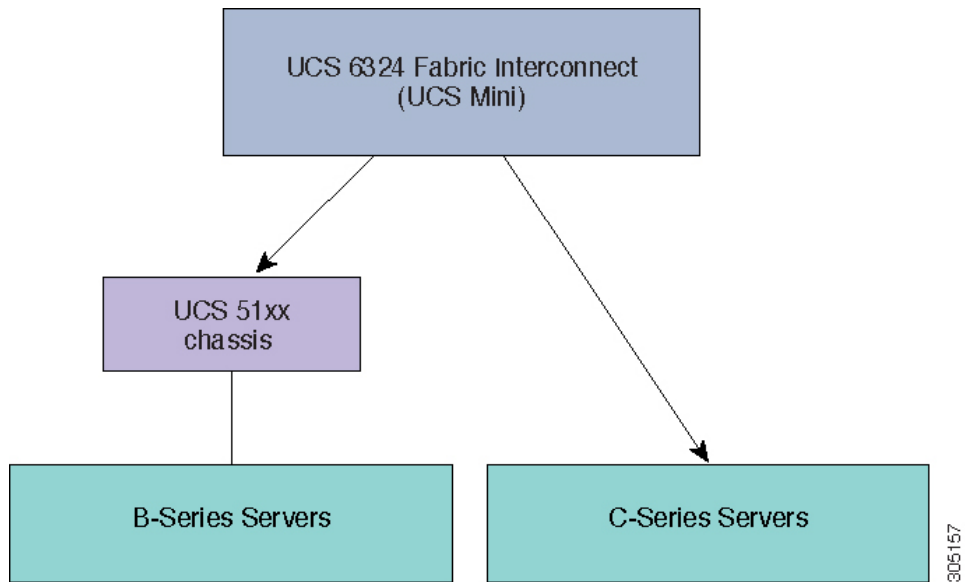 UCS 6324 Fabric Interconnect
(UCS Mini)
UCS 51xx
chassis
B-Series Servers
C-Series Servers
305157